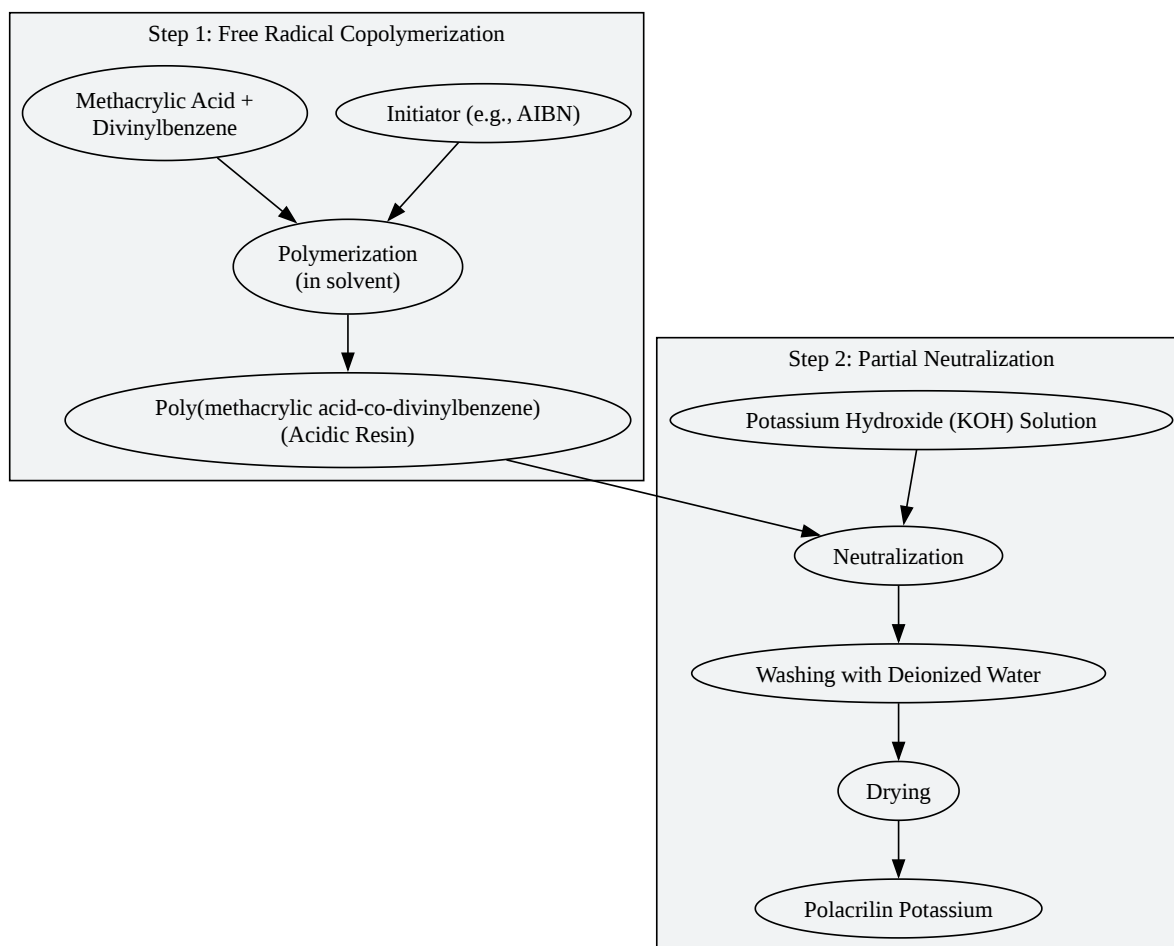 Step 1: Free Radical Copolymerization
Methacrylic Acid +
Divinylbenzene
Initiator (e.g., AIBN)
Polymerization
(in solvent)
Poly(methacrylic acid-co-divinylbenzene)
(Acidic Resin)
Step 2: Partial Neutralization
Potassium Hydroxide (KOH) Solution
Neutralization
Washing with Deionized Water
Drying
Polacrilin Potassium